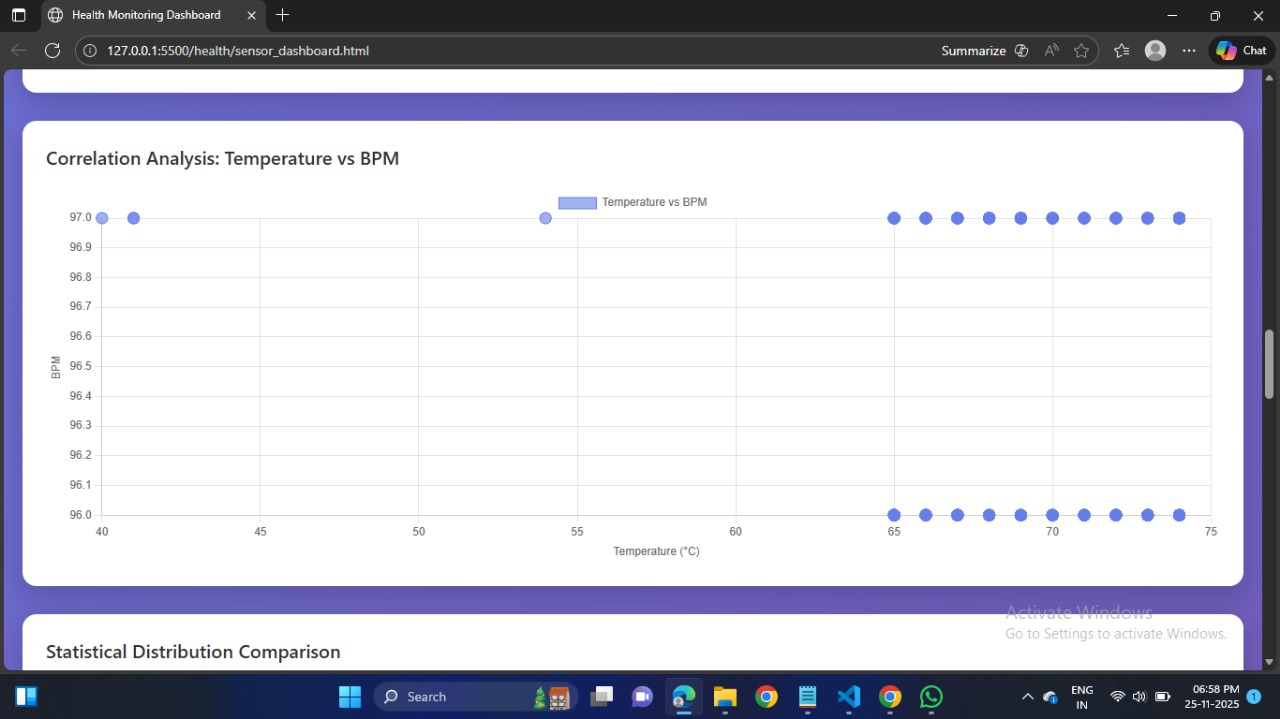 Health Monitoring Dashboard
127.0.0.1:5500/health/sensor_dashboard.html
Summarize
Chat
Correlation Analysis: Temperature vs BPM
Temperature vs BPM
97.0
96.9
96.8
96.7
96.6
96.5
96.4
96.3
96.2
96.1
96.0
BPM
40 45 50 55 60 65 70 75
Temperature (°C)
Activate Windows
Go to Settings to activate Windows.
Statistical Distribution Comparison
Search
ENG
IN
06:58 PM
25-11-2025
1